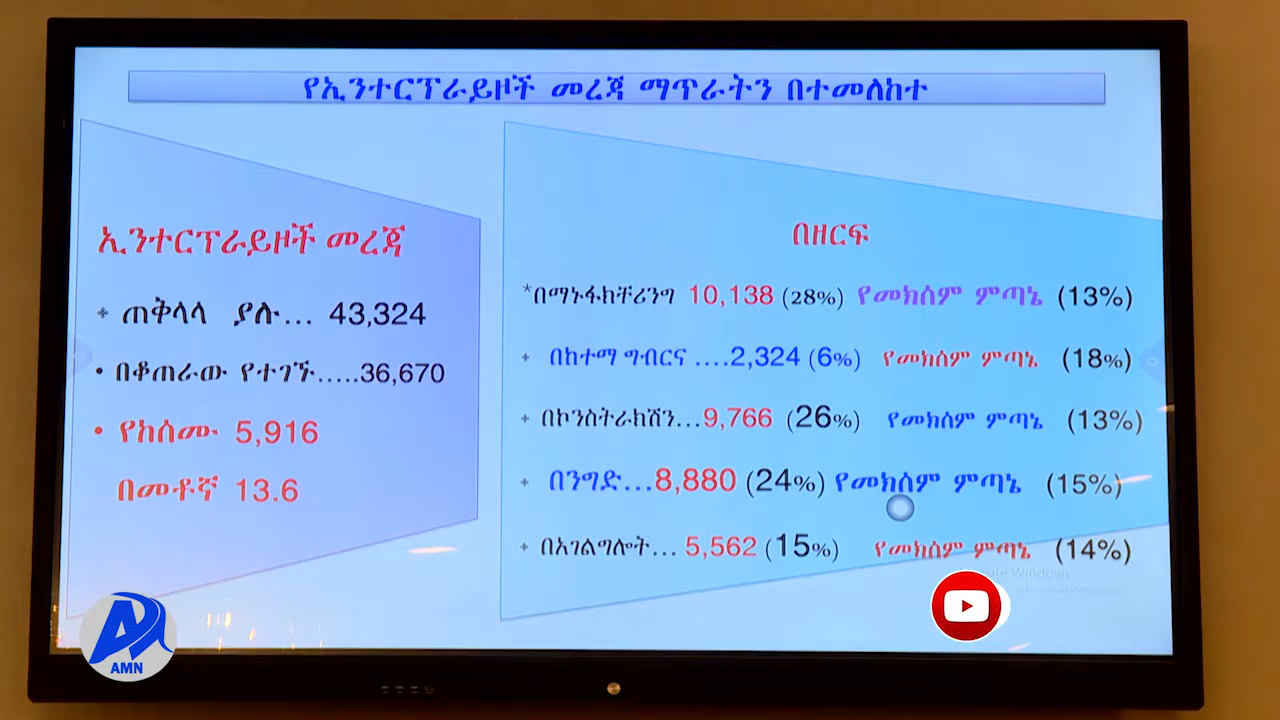 የኢንተርፕራይዞች መረጃ ማጥራትን በተመለከተ
ኢንተርፕራይዞች መረጃ
ጠቅላላ ያሉ... 43,324
• በቆጠራው የተገኙ.....36,670
• የከሰሙ 5,916
በመቶኛ 13.6
በዘርፍ
*በማኑፋክቸሪንግ 10,138 (28%) የመክሰም ምጣኔ (13%)
+ በከተማ ግብርና ....2,324 (6%) የመክሰም ምጣኔ (18%)
+ በኮንስትራክሽን...9,766 (26%) የመክሰም ምጣኔ (13%)
+ በንግድ...8,880 (24%) የመክሰም ምጣኔ (15%)
+ በአገልግሎት... 5,562 (15%) የመክሰም ምጣኔ (14%)
AMN